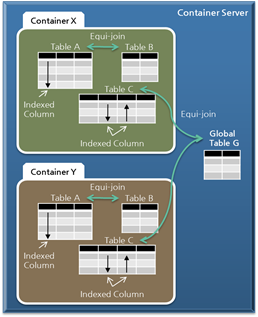 Container Server
Container X
Equi-join
Table A
Table B
Table C
Indexed
Column
Indexed Column
Equi-join
Global
Table G
Container Y
Equi-join
Table A
Table B
Table C
Indexed
Column
Indexed Column